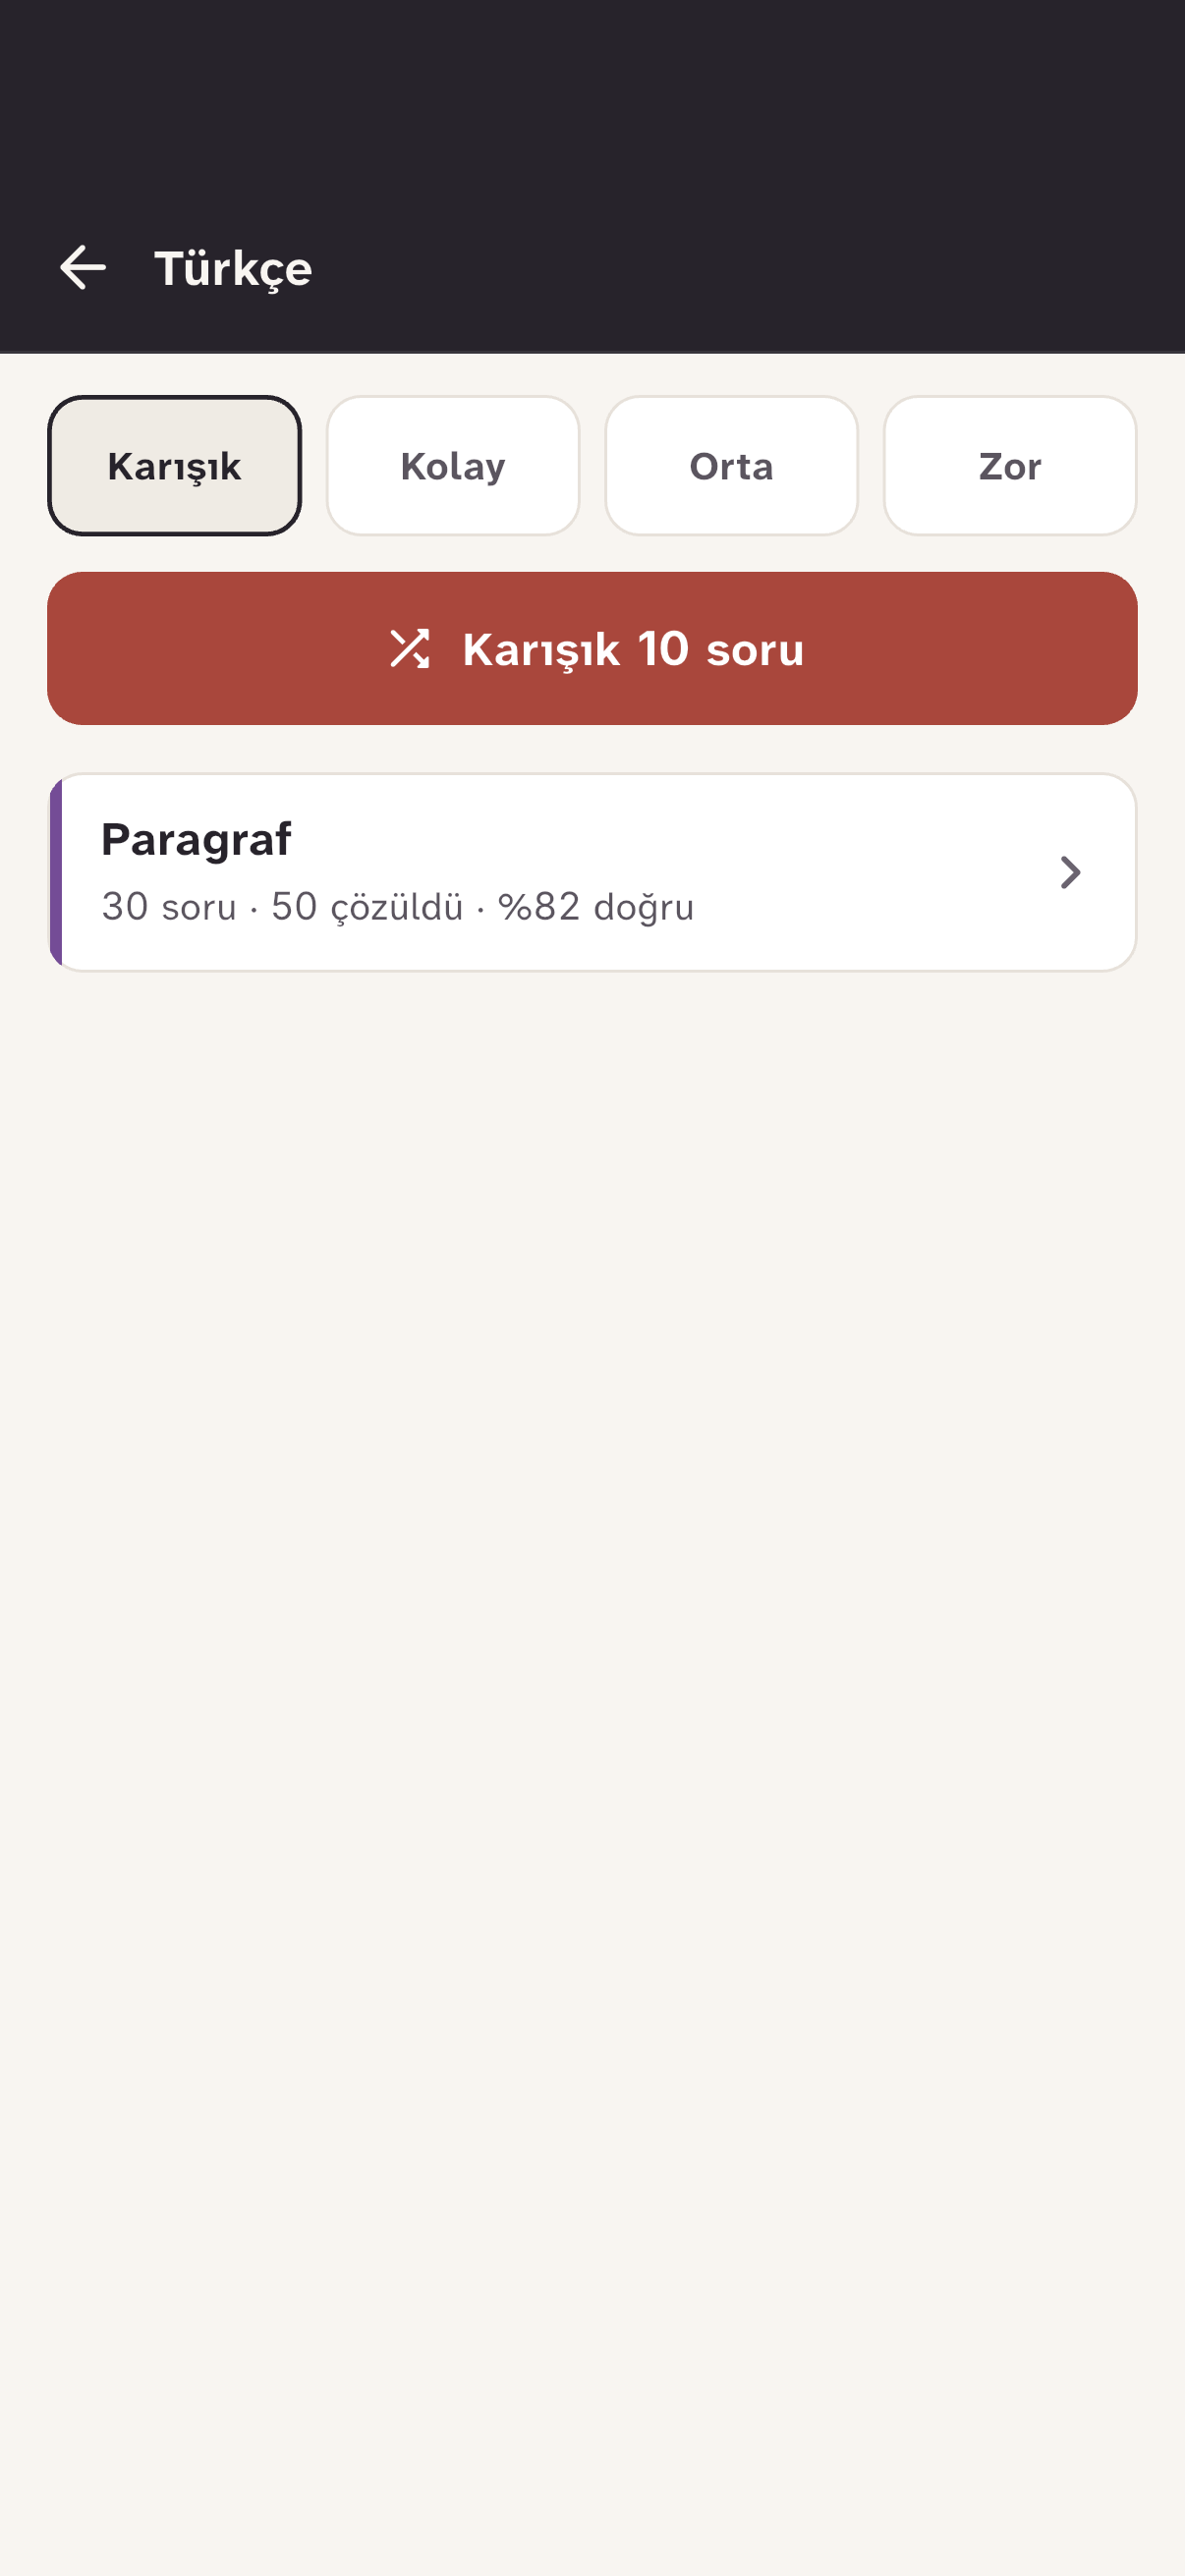 Türkçe
Karışık
Kolay
Orta
Zor
Karışık 10 soru
Paragraf
30 soru · 50 çözüldü · %82 doğru